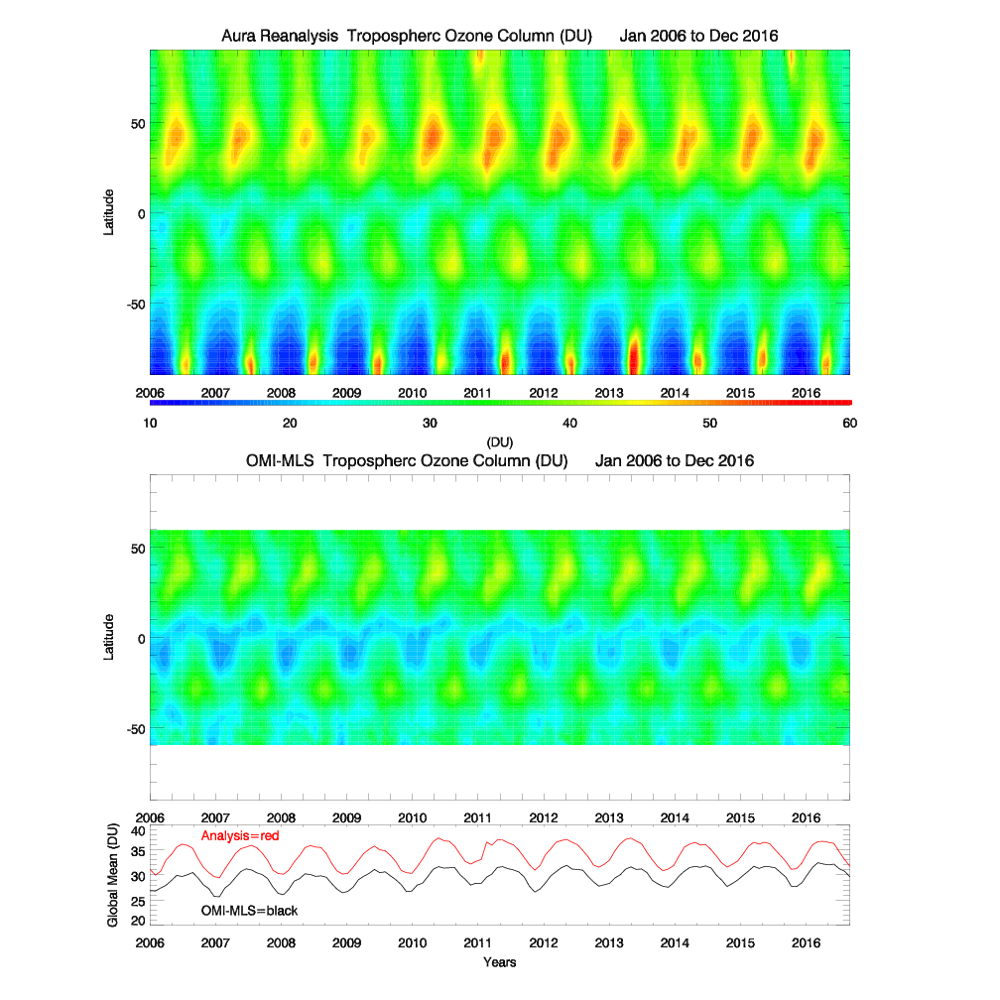 Aura Reanalysis Tropospherc Ozone Column (DU) Jan 2006 to Dec 2016
50
0
-50
Latitude
2006 2007 2008 2009 2010 2011 2012 2013 2014 2015 2016
10 20 30 40 50 60
(DU)
OMI-MLS Tropospherc Ozone Column (DU) Jan 2006 to Dec 2016
50
0
-50
Latitude
2006 2007 2008 2009 2010 2011 2012 2013 2014 2015 2016
40
35
30
25
20
Global Mean (DU)
Analysis=red
OMI-MLS=black
2006 2007 2008 2009 2010 2011 2012 2013 2014 2015 2016
Years